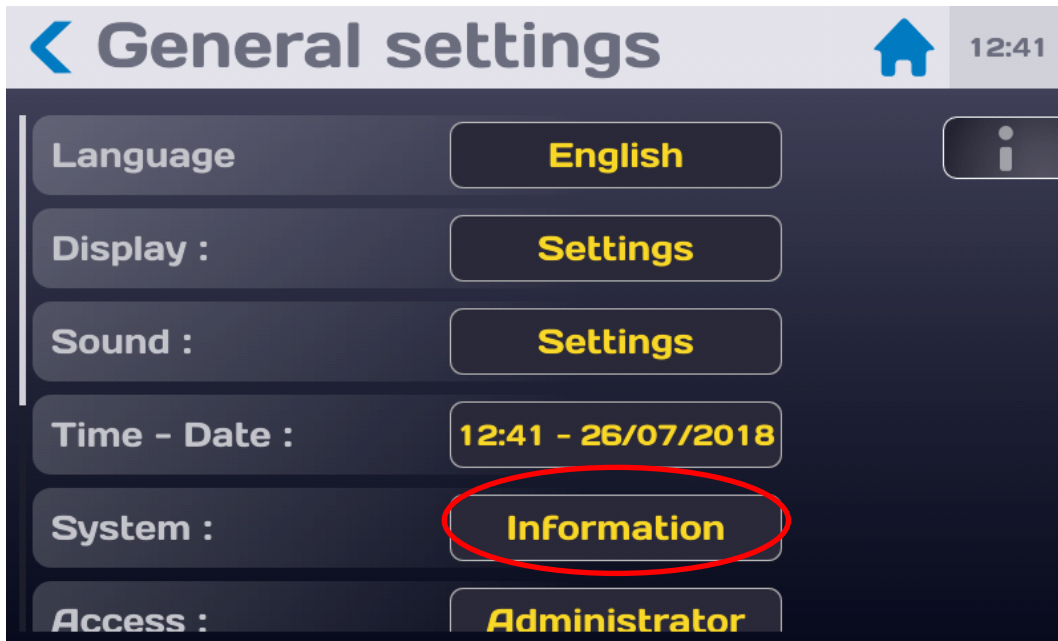 General settings
12:41
Language English
Display : Settings
Sound : Settings
Time - Date : 12:41 - 26/07/2018
System : Information
Access : Administrator